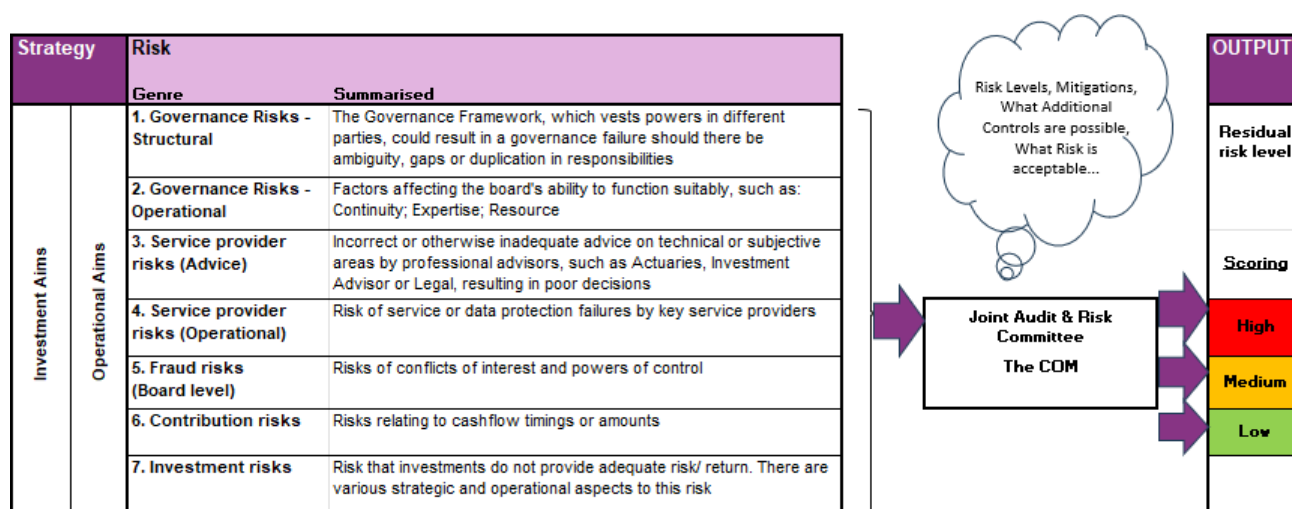 Strategy
Risk
Genre
Summarised
1. Governance Risks -
Structural
The Governance Framework, which vests powers in different
parties, could result in a governance failure should there be
ambiguity, gaps or duplication in responsibilities
2. Governance Risks -
Operational
Factors affecting the board's ability to function suitably, such as:
Continuity; Expertise; Resource
3. Service provider
risks (Advice)
Incorrect or otherwise inadequate advice on technical or subjective
areas by professional advisors, such as Actuaries, Investment
Advisor or Legal, resulting in poor decisions
4. Service provider
risks (Operational)
Risk of service or data protection failures by key service providers
5. Fraud risks
(Board level)
Risks of conflicts of interest and powers of control
6. Contribution risks
Risks relating to cashflow timings or amounts
7. Investment risks
Risk that investments do not provide adequate risk/ return. There are
various strategic and operational aspects to this risk
Investment Aims
Operational Aims
Risk Levels, Mitigations,
What Additional
Controls are possible,
What Risk is
acceptable...
Joint Audit & Risk
Committee
The COM
OUTPUT
Residual
risk level
Scoring
High
Medium
Low